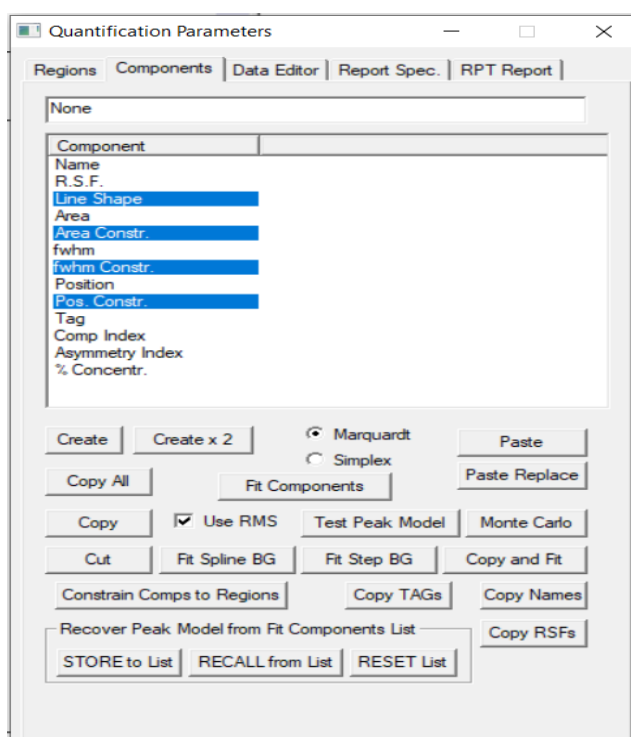 Quantification Parameters
Regions Components Data Editor Report Spec. RPT Report
None
Component
Name
R.S.F.
Line Shape
Area
Area Constr.
fwhm
fwhm Constr.
Position
Pos. Constr.
Tag
Comp Index
Asymmetry Index
% Concentr.
Create Create x 2 Marquardt Paste
Simplex
Copy All Fit Components Paste Replace
Copy Use RMS Test Peak Model Monte Carlo
Cut Fit Spline BG Fit Step BG Copy and Fit
Constrain Comps to Regions Copy TAGs Copy Names
Recover Peak Model from Fit Components List Copy RSFs
STORE to List RECALL from List RESET List